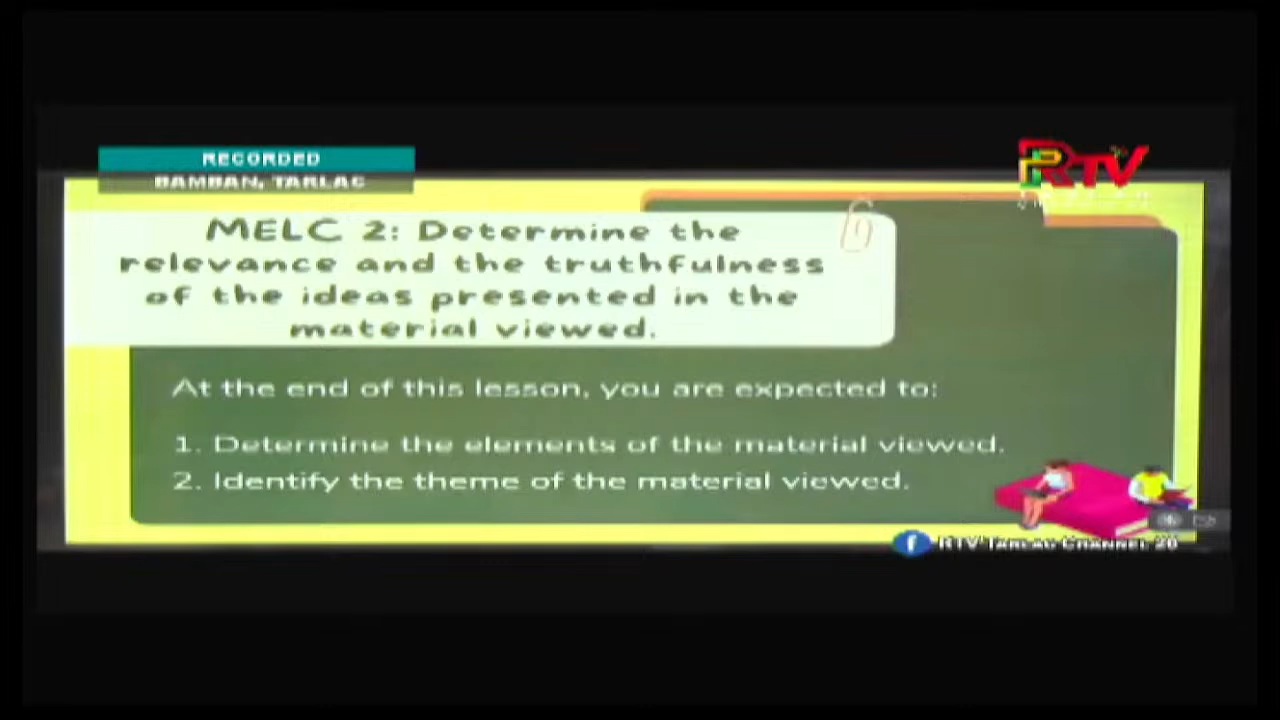 RECORDED
BAMBAN, TARLAC
RTV
MELC 2: Determine the
relevance and the truthfulness
of the ideas presented in the
material viewed.
At the end of this lesson, you are expected to:
1. Determine the elements of the material viewed.
2. Identify the theme of the material viewed.
f RTV Tarlac Channel 26